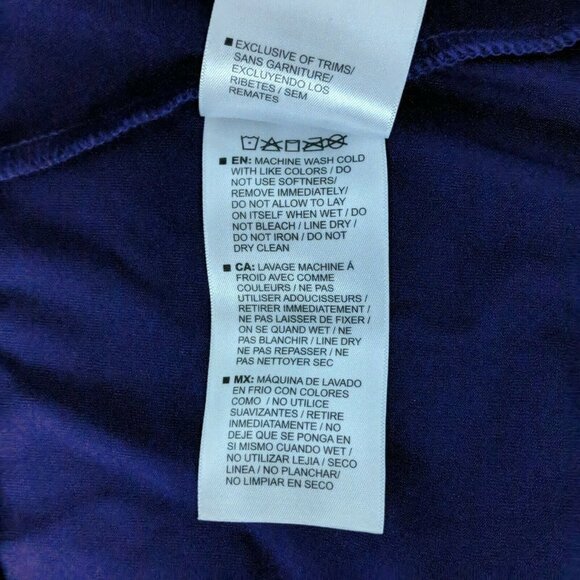 ■ EXCLUSIVE OF TRIMS/
SANS GARNITURE/
EXCLUYENDO LOS
RIBETES / SEM
REMATES
■ EN: MACHINE WASH COLD
WITH LIKE COLORS / DO
NOT USE SOFTNERS/
REMOVE IMMEDIATELY/
DO NOT ALLOW TO LAY
ON ITSELF WHEN WET / DO
NOT BLEACH / LINE DRY /
DO NOT IRON / DO NOT
DRY CLEAN
■ CA: LAVAGE MACHINE Á
FROID AVEC COMME
COULEURS / NE PAS
UTILISER ADOUCISSEURS /
RETIRER IMMEDIATEMENT /
NE PAS LAISSER DE FIXER /
ON SE QUAND WET / NE
PAS BLANCHIR / LINE DRY
NE PAS REPASSER / NE
PAS NETTOYER SEC
■ MX: MÁQUINA DE LAVADO
EN FRIO CON COLORES
COMO / NO UTILICE
SUAVIZANTES / RETIRE
INMEDIATAMENTE / NO
DEJE QUE SE PONGA EN
SI MISMO CUANDO WET /
NO UTILIZAR LEJIA / SECO
LINEA / NO PLANCHAR/
NO LIMPIAR EN SECO